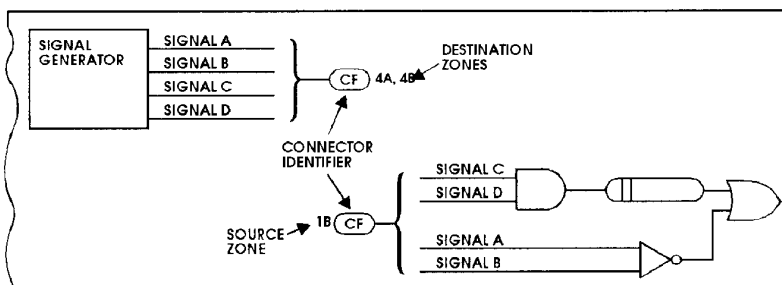 SIGNAL
GENERATOR
SIGNAL A
SIGNAL B
SIGNAL C
SIGNAL D
CF
4A, 4B
DESTINATION
ZONES
CONNECTOR
IDENTIFIER
SOURCE
ZONE
1B
CF
SIGNAL C
SIGNAL D
SIGNAL A
SIGNAL B